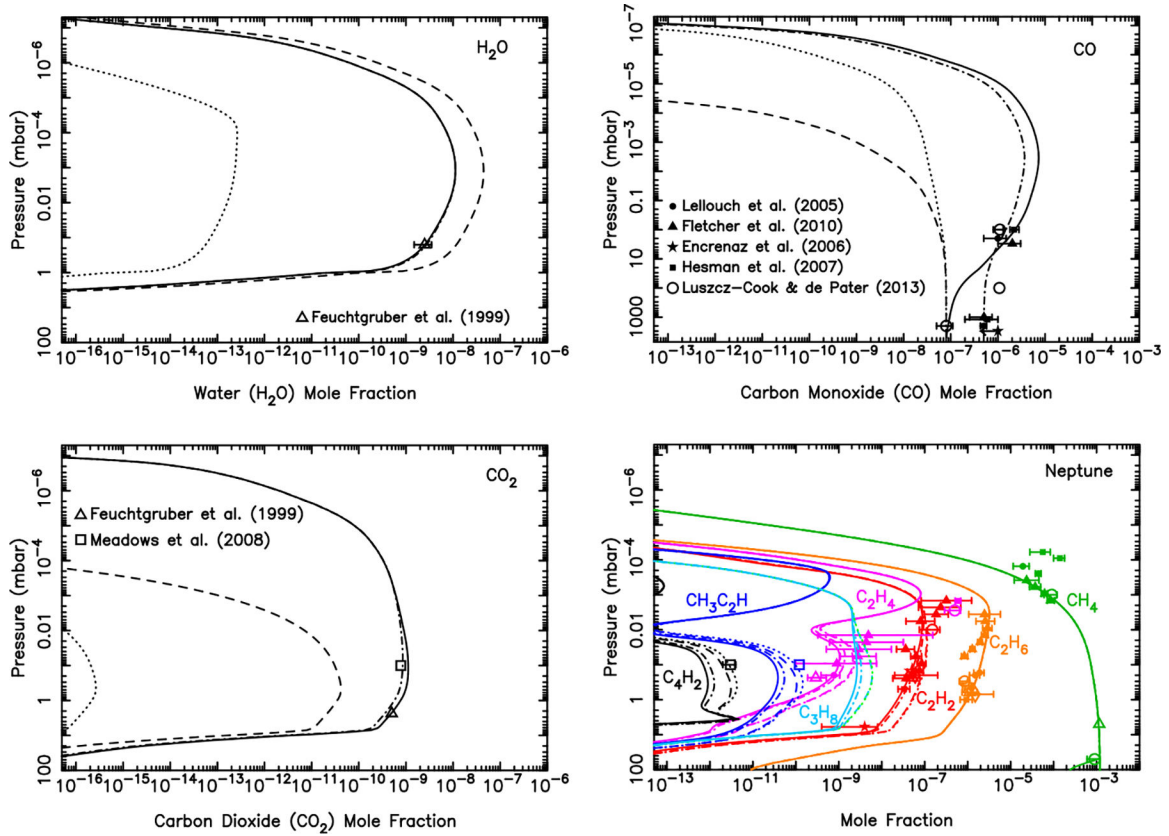 H₂O
10⁻⁶
10⁻⁴
0.01
1
100
Pressure (mbar)
△ Feuchtgruber et al. (1999)
10⁻¹⁶ 10⁻¹⁵ 10⁻¹⁴ 10⁻¹³ 10⁻¹² 10⁻¹¹ 10⁻¹⁰ 10⁻⁹ 10⁻⁸ 10⁻⁷ 10⁻⁶
Water (H₂O) Mole Fraction
CO
10⁻⁷
10⁻⁵
10⁻³
0.1
10
1000
Pressure (mbar)
● Lellouch et al. (2005)
▲ Fletcher et al. (2010)
★ Encrenaz et al. (2006)
■ Hesman et al. (2007)
○ Luszcz-Cook & de Pater (2013)
10⁻¹³ 10⁻¹² 10⁻¹¹ 10⁻¹⁰ 10⁻⁹ 10⁻⁸ 10⁻⁷ 10⁻⁶ 10⁻⁵ 10⁻⁴ 10⁻³
Carbon Monoxide (CO) Mole Fraction
CO₂
10⁻⁶
10⁻⁴
0.01
1
100
Pressure (mbar)
△ Feuchtgruber et al. (1999)
□ Meadows et al. (2008)
10⁻¹⁶ 10⁻¹⁵ 10⁻¹⁴ 10⁻¹³ 10⁻¹² 10⁻¹¹ 10⁻¹⁰ 10⁻⁹ 10⁻⁸ 10⁻⁷ 10⁻⁶
Carbon Dioxide (CO₂) Mole Fraction
Neptune
10⁻⁶
10⁻⁴
0.01
1
100
Pressure (mbar)
CH₃C₂H
C₂H₄
CH₄
C₂H₆
C₄H₂
C₃H₈
C₂H₂
10⁻¹³ 10⁻¹¹ 10⁻⁹ 10⁻⁷ 10⁻⁵ 10⁻³
Mole Fraction